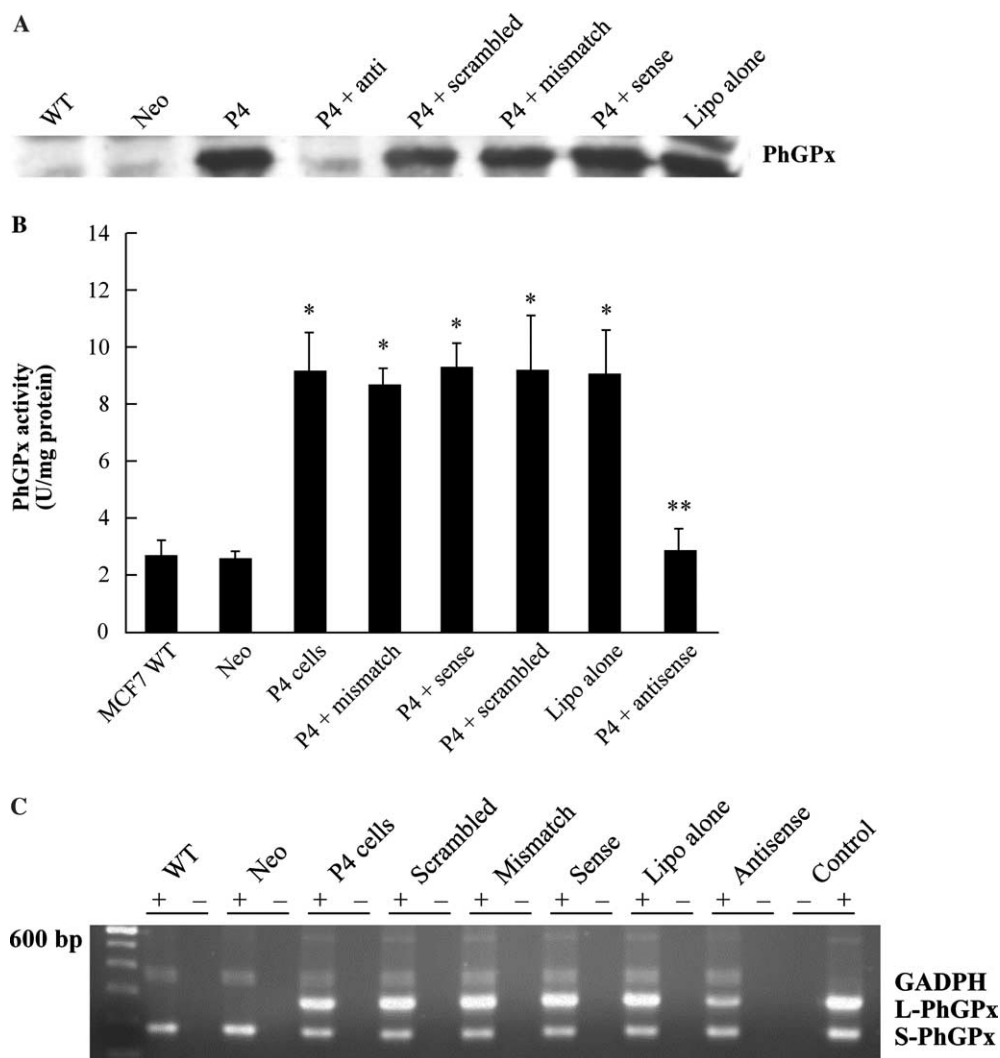 A
WT Neo P4 P4 + anti P4 + scrambled P4 + mismatch P4 + sense Lipo alone
PhGPx
B
PhGPx activity
(U/mg protein)
14
12
10
8
6
4
2
0
* * * * * **
MCF7 WT Neo P4 cells P4 + mismatch P4 + sense P4 + scrambled Lipo alone P4 + antisense
C
WT Neo P4 cells Scrambled Mismatch Sense Lipo alone Antisense Control
+ – + – + – + – + – + – + – + – – +
600 bp
GADPH
L-PhGPx
S-PhGPx